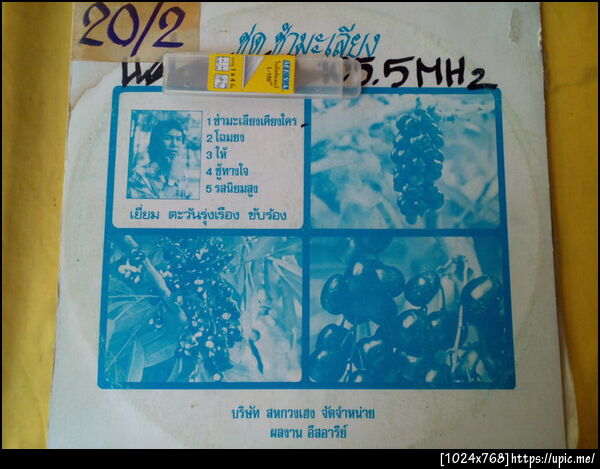 20/2
ชุด ชำมะเลียง
5.5MHz
1 ชำมะเลียงเคียงใคร
2 โฉมยง
3 ให้
4 ชู้ทางใจ
5 รสนิยมสูง
เยี่ยม ตะวันรุ่งเรือง ขับร้อง
บริษัท สหกวงเฮง จัดจำหน่าย
ผลงาน อีสอารีย์
[1024x768]https://upic.me/